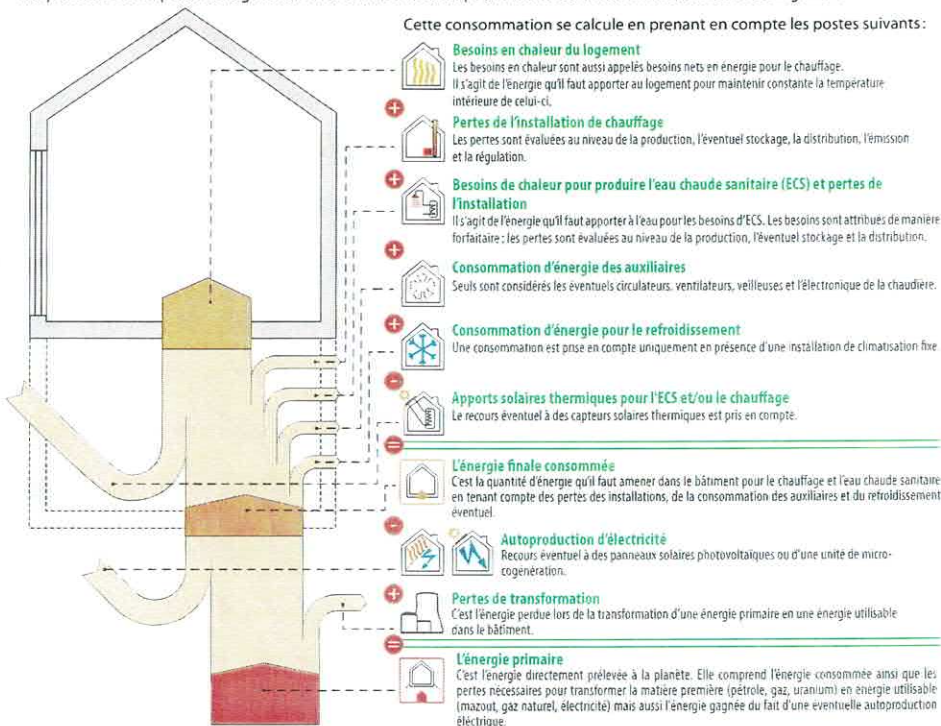 Cette consommation se calcule en prenant en compte les postes suivants:
Besoins en chaleur du logement
Les besoins en chaleur sont aussi appelés besoins nets en énergie pour le chauffage.
Il s'agit de l'énergie qu'il faut apporter au logement pour maintenir constante la température
intérieure de celui-ci.
+
Pertes de l'installation de chauffage
Les pertes sont évaluées au niveau de la production, l'éventuel stockage, la distribution, l'émission
et la régulation.
+
Besoins de chaleur pour produire l'eau chaude sanitaire (ECS) et pertes de
l'installation
Il s'agit de l'énergie qu'il faut apporter à l'eau pour les besoins d'ECS. Les besoins sont attribués de manière
forfaitaire; les pertes sont évaluées au niveau de la production, l'éventuel stockage et la distribution.
+
Consommation d'énergie des auxiliaires
Seuls sont considérés les éventuels circulateurs, ventilateurs, veilleuses et l'électronique de la chaudière.
+
Consommation d'énergie pour le refroidissement
Une consommation est prise en compte uniquement en présence d'une installation de climatisation fixe
-
Apports solaires thermiques pour l'ECS et/ou le chauffage
Le recours éventuel à des capteurs solaires thermiques est pris en compte.
=
L'énergie finale consommée
C'est la quantité d'énergie qu'il faut amener dans le bâtiment pour le chauffage et l'eau chaude sanitaire
en tenant compte des pertes des installations, de la consommation des auxiliaires et du refroidissement
éventuel.
-
Autoproduction d'électricité
Recours éventuel à des panneaux solaires photovoltaïques ou d'une unité de micro-
cogénération.
+
Pertes de transformation
C'est l'énergie perdue lors de la transformation d'une énergie primaire en une énergie utilisable
dans le bâtiment.
=
L'énergie primaire
C'est l'énergie directement prélevée à la planète. Elle comprend l'énergie consommée ainsi que les
pertes nécessaires pour transformer la matière première (pétrole, gaz, uranium) en énergie utilisable
(mazout, gaz naturel, électricité) mais aussi l'énergie gagnée du fait d'une éventuelle autoproduction
électrique.